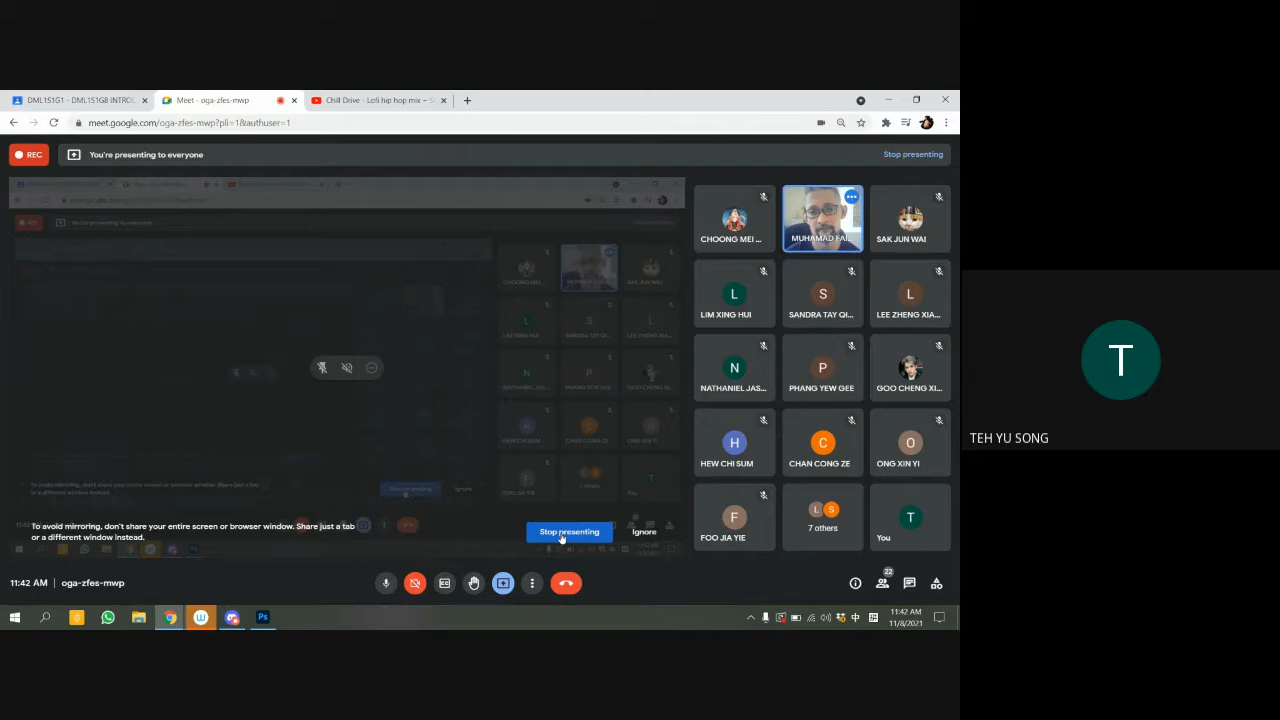 DML1S1G1 - DML1S1G8 INTROD
Meet - oga-zfes-mwp
Chill Drive - Lofi hip hop mix ~ S
meet.google.com/oga-zfes-mwp?pli=1&authuser=1
REC
You're presenting to everyone
Stop presenting
CHOONG MEI ...
MUHAMAD FAI...
SAK JUN WAI
L
LIM XING HUI
S
SANDRA TAY QI...
L
LEE ZHENG XIA...
N
NATHANIEL JAS...
P
PHANG YEW GEE
GOO CHENG XI...
H
HEW CHI SUM
C
CHAN CONG ZE
O
ONG XIN YI
F
FOO JIA YIE
L S
7 others
T
You
To avoid mirroring, don't share your entire screen or browser window. Share just a tab
or a different window instead.
Stop presenting
Ignore
11:42 AM | oga-zfes-mwp
22
Ps
中
11:42 AM
11/8/2021
T
TEH YU SONG